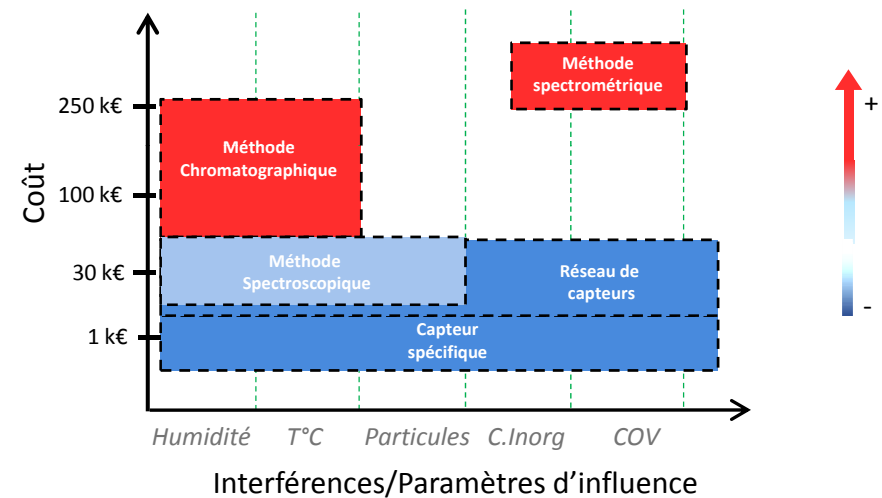 Méthode
spectrométrique
+
250 k€
Méthode
Chromatographique
Coût
100 k€
Méthode
Spectroscopique
30 k€
Réseau de
capteurs
-
1 k€
Capteur
spécifique
Humidité T°C Particules C.Inorg COV
Interférences/Paramètres d’influence